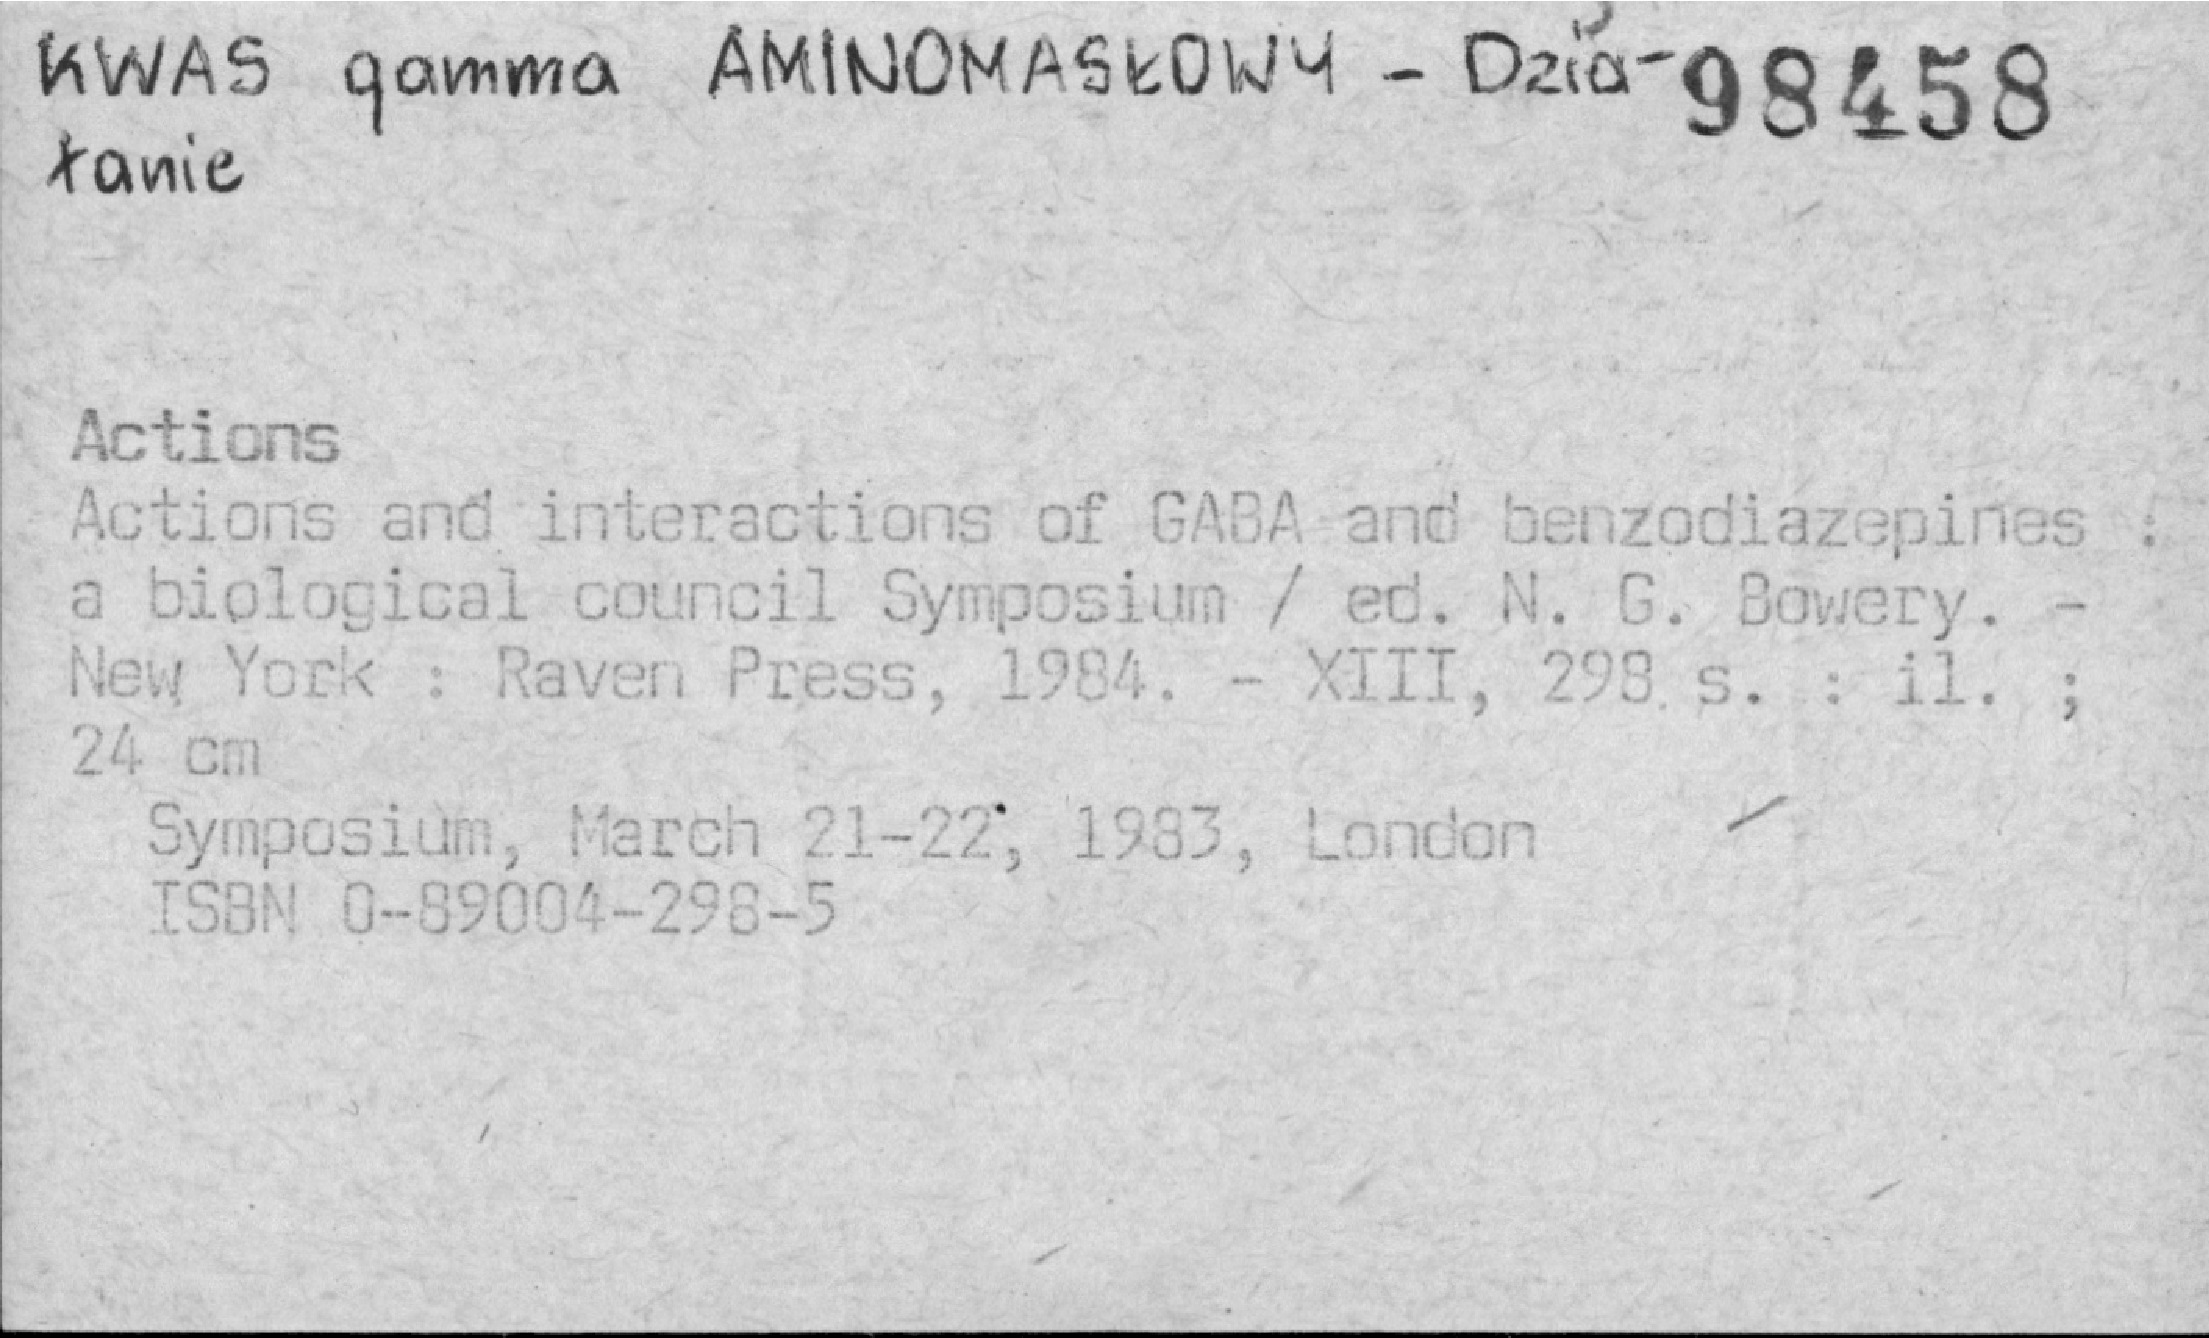 KWAS gamma AMINOMASŁOWY - Dzia- 98458
łanie
Actions
Actions and interactions of GABA and benzodiazepines :
a biological council Symposium / ed. N. G. Bowery. -
New York : Raven Press, 1984. - XIII, 298 s. : il. ;
24 cm
Symposium, March 21-22, 1983, London
ISBN 0-89004-298-5